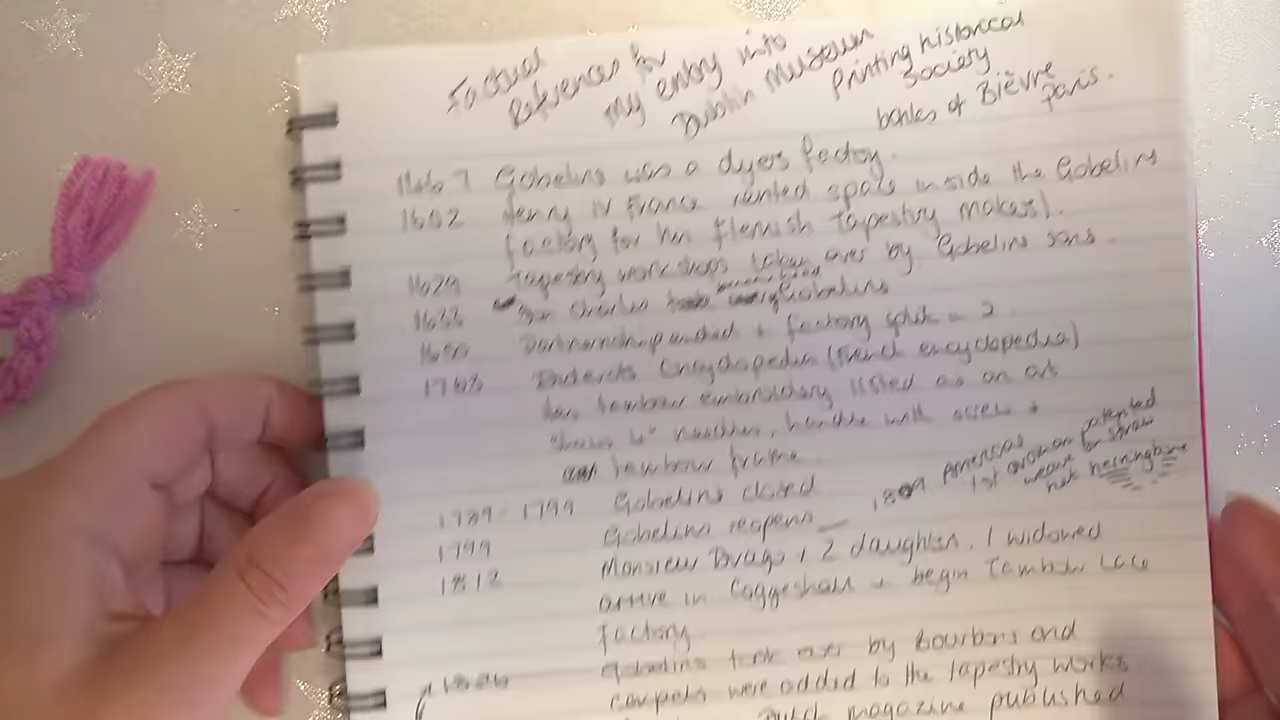 Factual
References for
my entry into
Dublin Museum
Printing historical
Society
banks of Bièvre
Paris.
Gobelins was a dyers factory.
1602 Henry IV France rented space inside the Gobelins
factory for his Flemish Tapestry makers).
1629 Tapestry workshops taken over by Gobelins sons.
1633 Charles Gobelins
1650 Partnership ended + factory split = 2
1763 Encyclopedia (French encyclopedia)
tambour embroidery listed as an art
needles, handle with screw +
tambour frame
1809 American
1st woman patented
weave for straw
hat herringbone
1789 - 1799 Gobelins closed
1799 Gobelins reopens
1812 Monsieur Drago + 2 daughters, 1 widowed
arrive in Coggeshall + begin Tambour Lace
factory.
Gobelins took over by Bourbons and
carpets were added to the tapestry works
magazine published